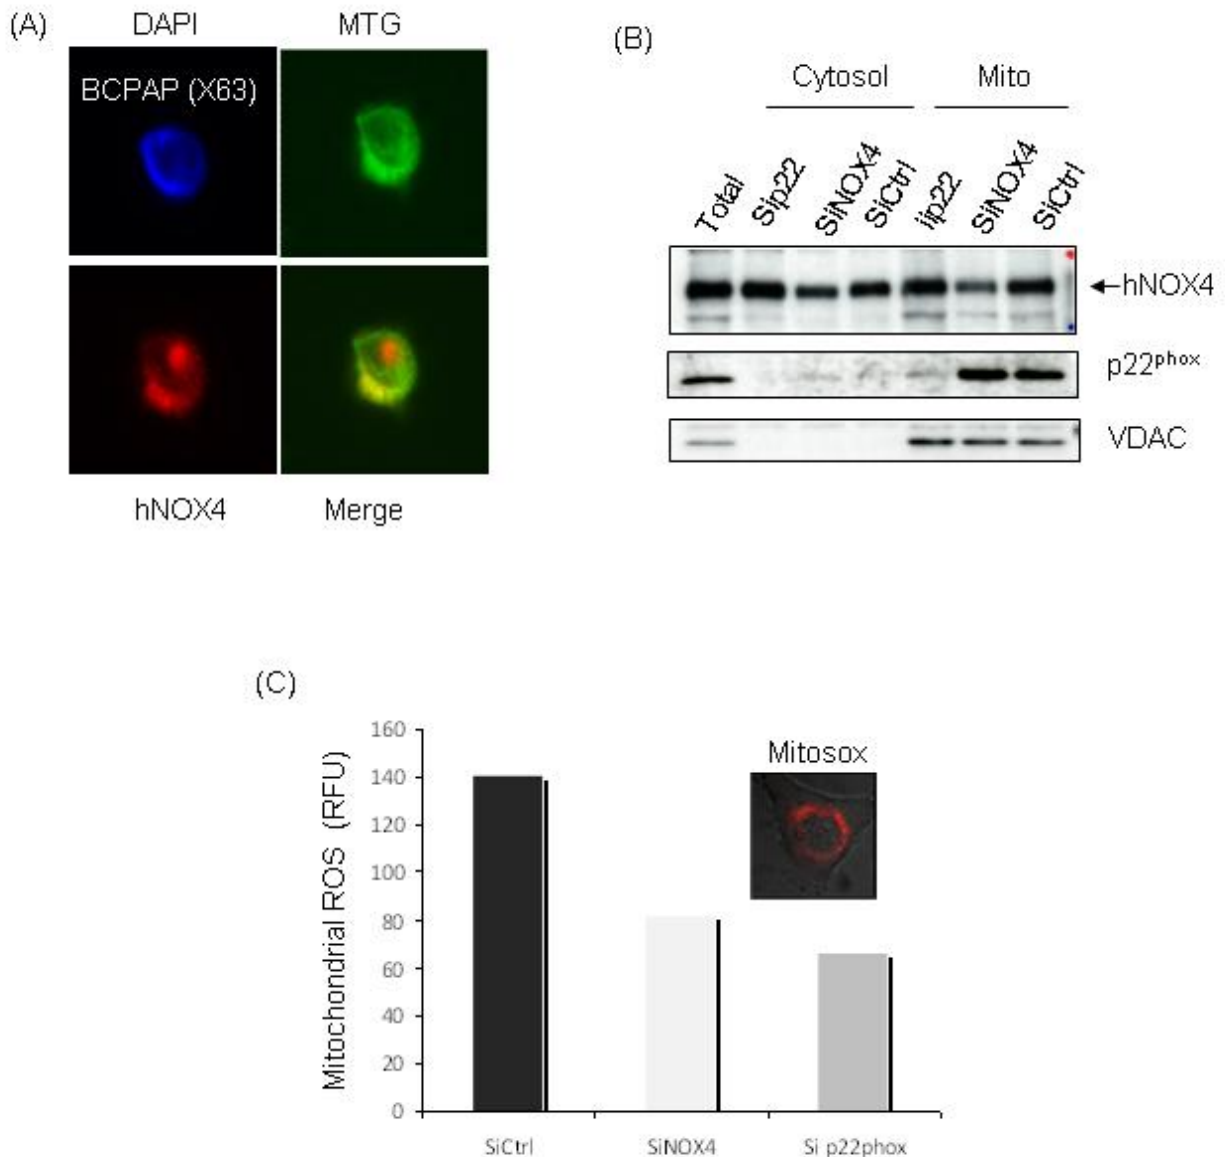 (A)
DAPI
MTG
BCPAP (X63)
hNOX4
Merge
(B)
Cytosol
Mito
Total
Sip22
SiNOX4
SiCtrl
iip22
SiNOX4
SiCtrl
hNOX4
p22phox
VDAC
(C)
Mitochondrial ROS (RFU)
160
140
120
100
80
60
40
20
0
Mitosox
SiCtrl
SiNOX4
Si p22phox